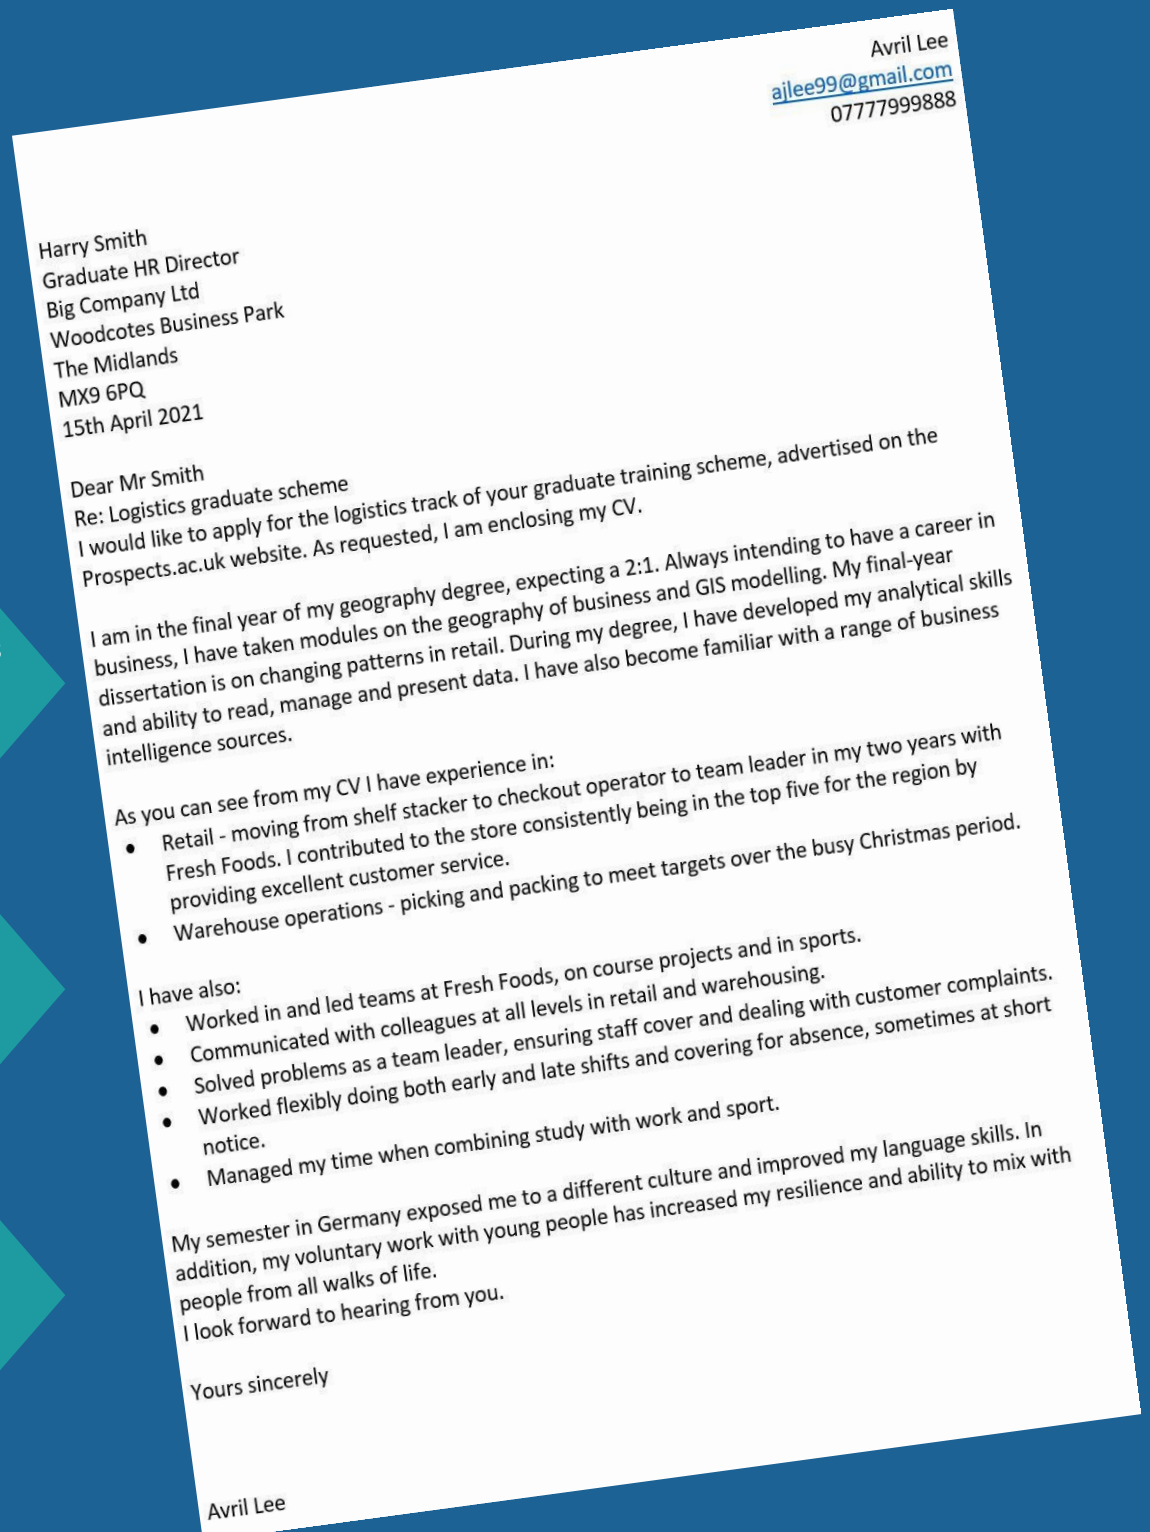 Avril Lee
ajlee99@gmail.com
07777999888
Harry Smith
Graduate HR Director
Big Company Ltd
Woodcotes Business Park
The Midlands
MX9 6PQ
15th April 2021
Dear Mr Smith
Re: Logistics graduate scheme
I would like to apply for the logistics track of your graduate training scheme, advertised on the
Prospects.ac.uk website. As requested, I am enclosing my CV.
I am in the final year of my geography degree, expecting a 2:1. Always intending to have a career in
business, I have taken modules on the geography of business and GIS modelling. My final-year
dissertation is on changing patterns in retail. During my degree, I have developed my analytical skills
and ability to read, manage and present data. I have also become familiar with a range of business
intelligence sources.
As you can see from my CV I have experience in:
• Retail - moving from shelf stacker to checkout operator to team leader in my two years with
Fresh Foods. I contributed to the store consistently being in the top five for the region by
providing excellent customer service.
• Warehouse operations - picking and packing to meet targets over the busy Christmas period.
I have also:
• Worked in and led teams at Fresh Foods, on course projects and in sports.
• Communicated with colleagues at all levels in retail and warehousing.
• Solved problems as a team leader, ensuring staff cover and dealing with customer complaints.
• Worked flexibly doing both early and late shifts and covering for absence, sometimes at short
notice.
• Managed my time when combining study with work and sport.
My semester in Germany exposed me to a different culture and improved my language skills. In
addition, my voluntary work with young people has increased my resilience and ability to mix with
people from all walks of life.
I look forward to hearing from you.
Yours sincerely
Avril Lee